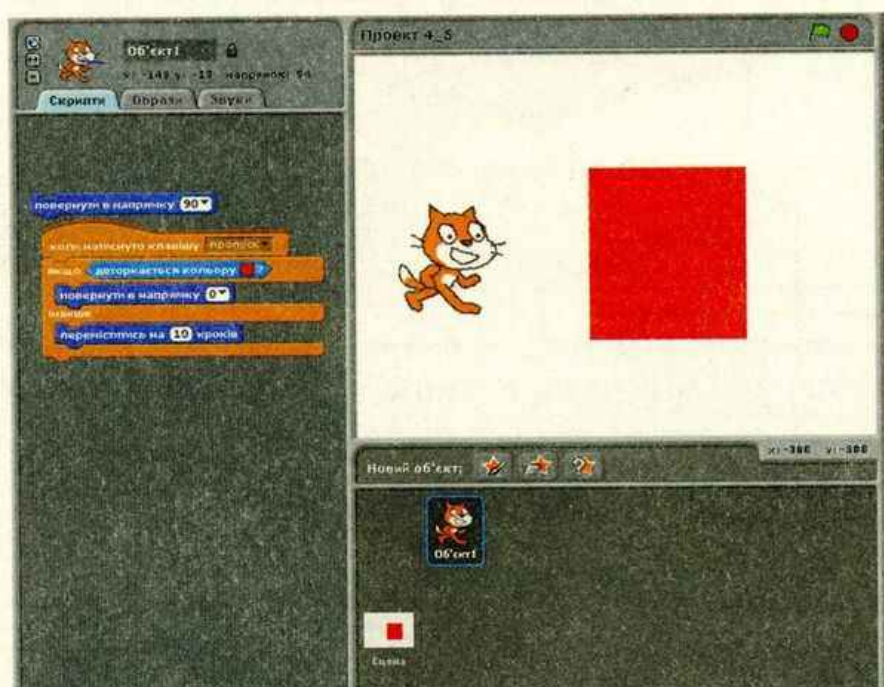 Об'єкт1
Проект 4_5
Скрипти
Образи
Звуки
повернути в напрямку 90
коли натиснуто клавішу пропуск
якщо доторкається кольору ?
повернути в напрямку 0
інакше
переміститись на 10 кроків
Новий об'єкт:
Об'єкт1
Сцена